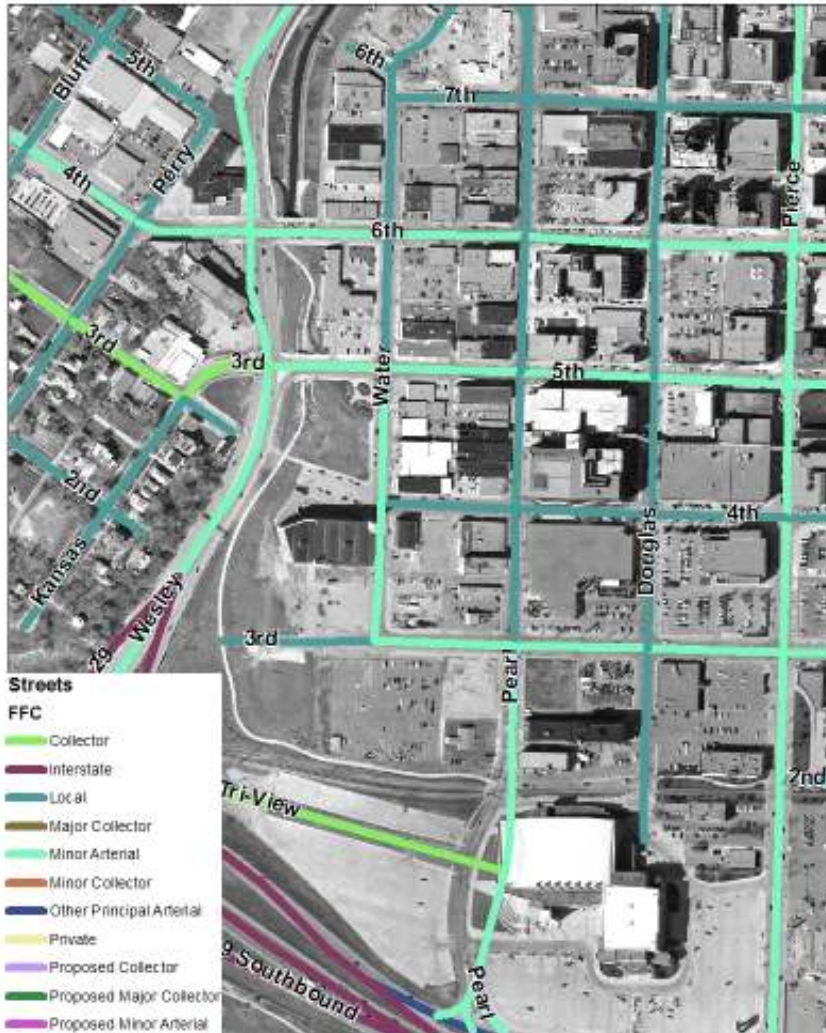 6th
5th
Bluff
7th
Perry
4th
Pierce
6th
3rd
3rd
5th
Water
2nd
4th
Douglas
Kansas
Wesley
29
3rd
Pearl
Streets
FFC
Collector
Interstate
Local
Major Collector
Minor Arterial
Minor Collector
Other Principal Arterial
Private
Proposed Collector
Proposed Major Collector
Proposed Minor Arterial
2nd
Tri-View
9 Southbound
Pearl